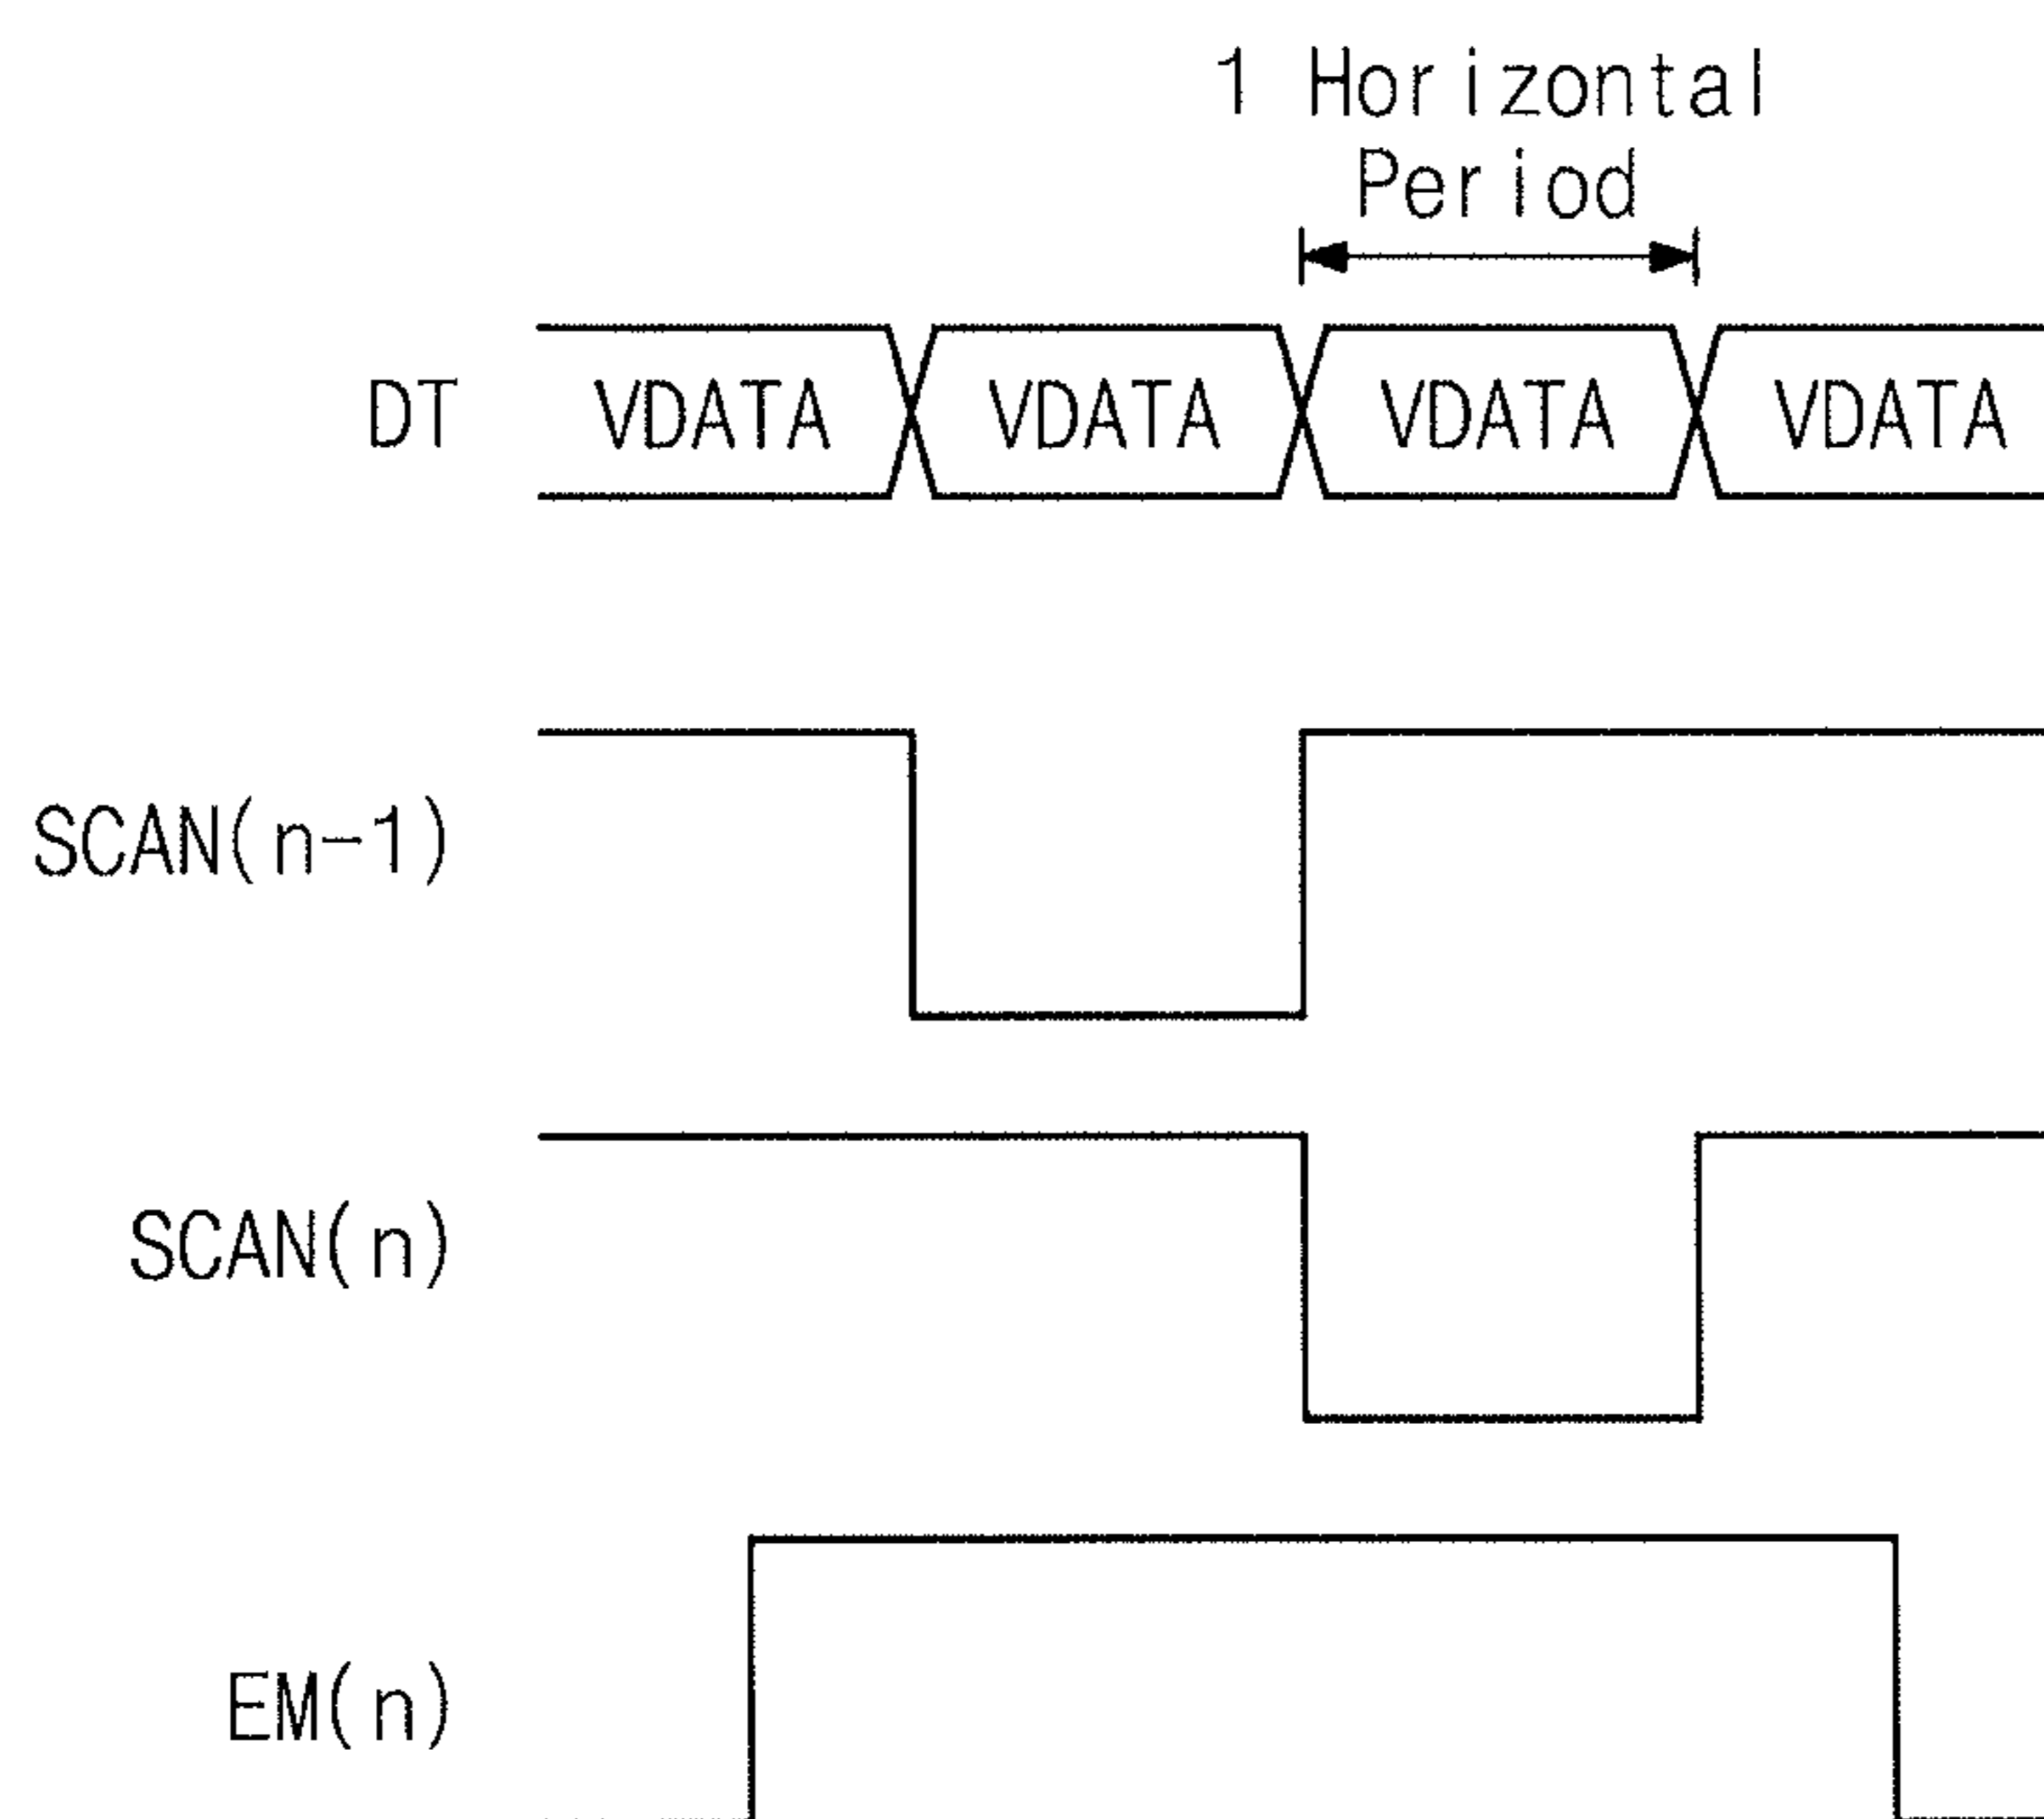 1 Horizontal
Period
DT VDATA VDATA VDATA VDATA
SCAN(n-1)
SCAN(n)
EM(n)